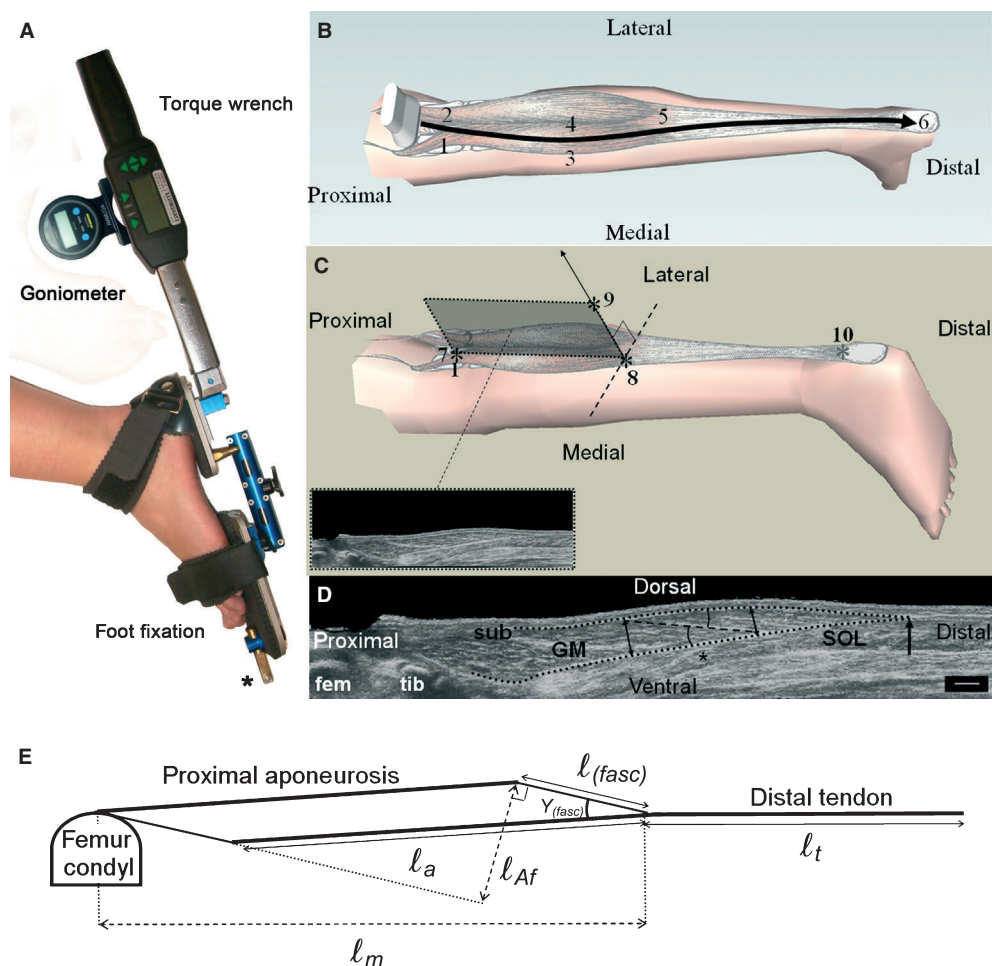 A
Torque wrench
Goniometer
Foot fixation
*
B
Lateral
2
5
4
6
1
3
Proximal
Distal
Medial
C
Lateral
9
Proximal
Distal
10
7
1
8
Medial
D
Dorsal
sub
GM
SOL
Proximal
Distal
*
fem
tib
Ventral
E
Proximal aponeurosis
ℓ(fasc)
Distal tendon
Y(fasc)
Femur
condyl
ℓa
ℓAf
ℓt
ℓm